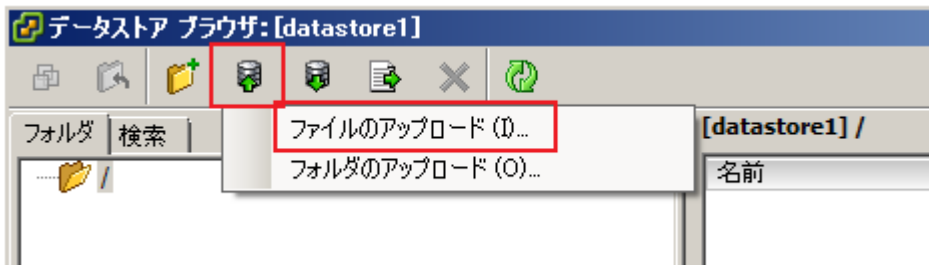 データストア ブラウザ: [datastore1]
フォルダ 検索
[datastore1] /
/
名前
ファイルのアップロード (I)...
フォルダのアップロード (O)...